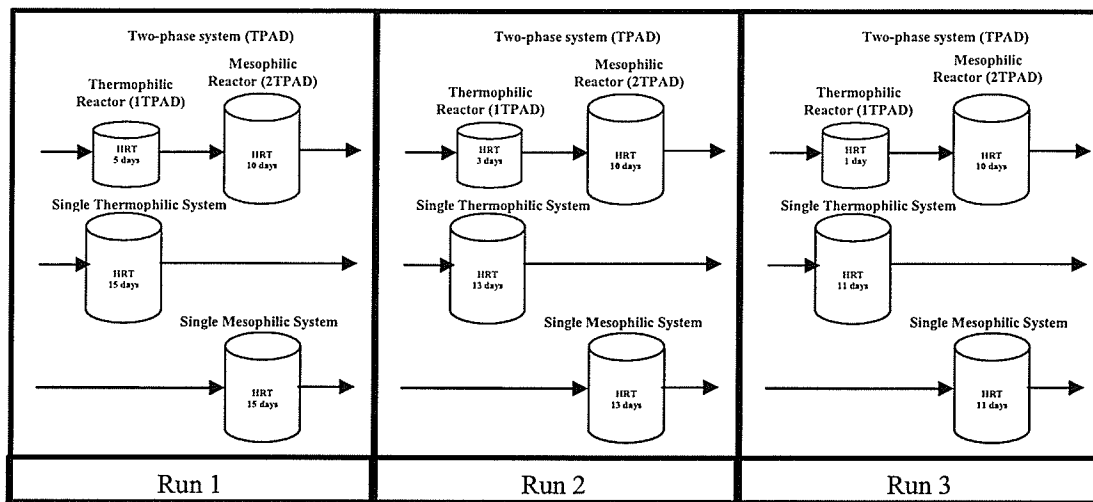 Two-phase system (TPAD)
Mesophilic
Reactor (2TPAD)
Thermophilic
Reactor (1TPAD)
HRT
5 days
HRT
10 days
Single Thermophilic System
HRT
15 days
Single Mesophilic System
HRT
15 days
Run 1
Two-phase system (TPAD)
Mesophilic
Reactor (2TPAD)
Thermophilic
Reactor (1TPAD)
HRT
3 days
HRT
10 days
Single Thermophilic System
HRT
13 days
Single Mesophilic System
HRT
13 days
Run 2
Two-phase system (TPAD)
Mesophilic
Reactor (2TPAD)
Thermophilic
Reactor (1TPAD)
HRT
1 day
HRT
10 days
Single Thermophilic System
HRT
11 days
Single Mesophilic System
HRT
11 days
Run 3